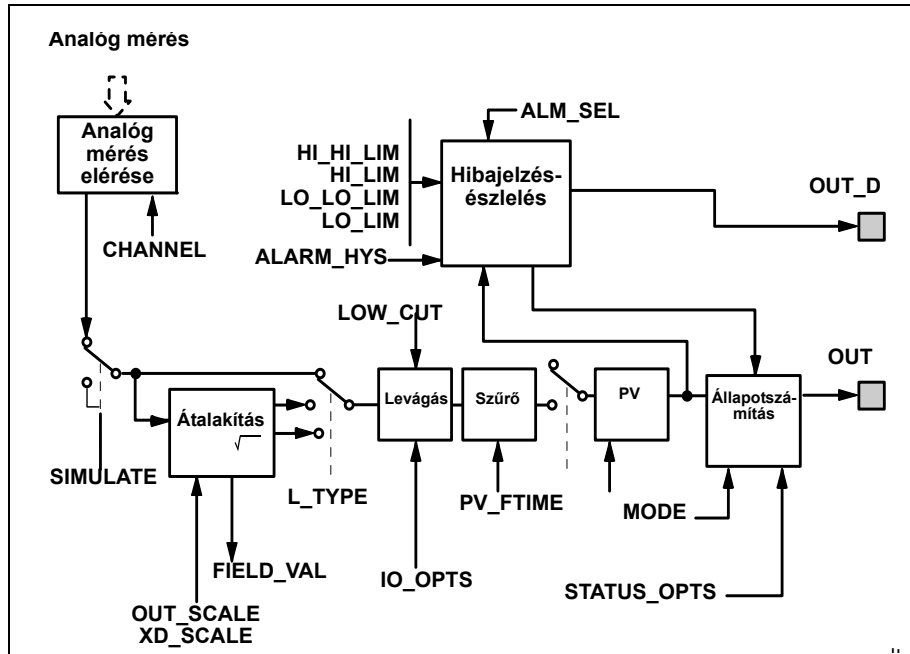 Analóg mérés
Analóg
mérés
elérése
CHANNEL
ALM_SEL
HI_HI_LIM
HI_LIM
LO_LO_LIM
LO_LIM
ALARM_HYS
Hibajelzés-
észlelés
OUT_D
LOW_CUT
OUT
Átalakítás
√
Levágás
Szűrő
PV
Állapotszá-
mítás
SIMULATE
L_TYPE
PV_FTIME
MODE
FIELD_VAL
IO_OPTS
STATUS_OPTS
OUT_SCALE
XD_SCALE